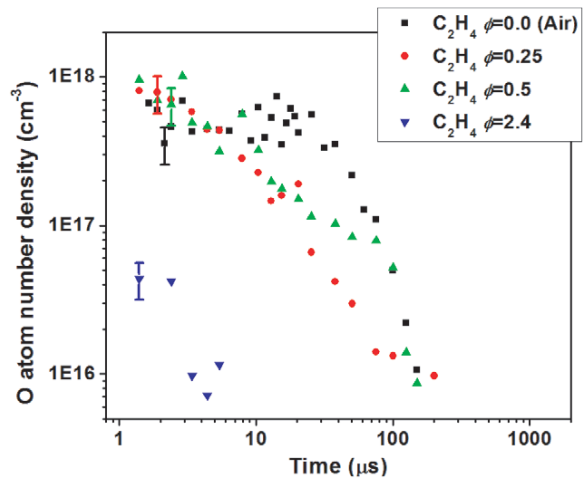 C₂H₄ ϕ=0.0 (Air)
C₂H₄ ϕ=0.25
C₂H₄ ϕ=0.5
C₂H₄ ϕ=2.4
O atom number density (cm⁻³)
1E18
1E17
1E16
1 10 100 1000
Time (μs)